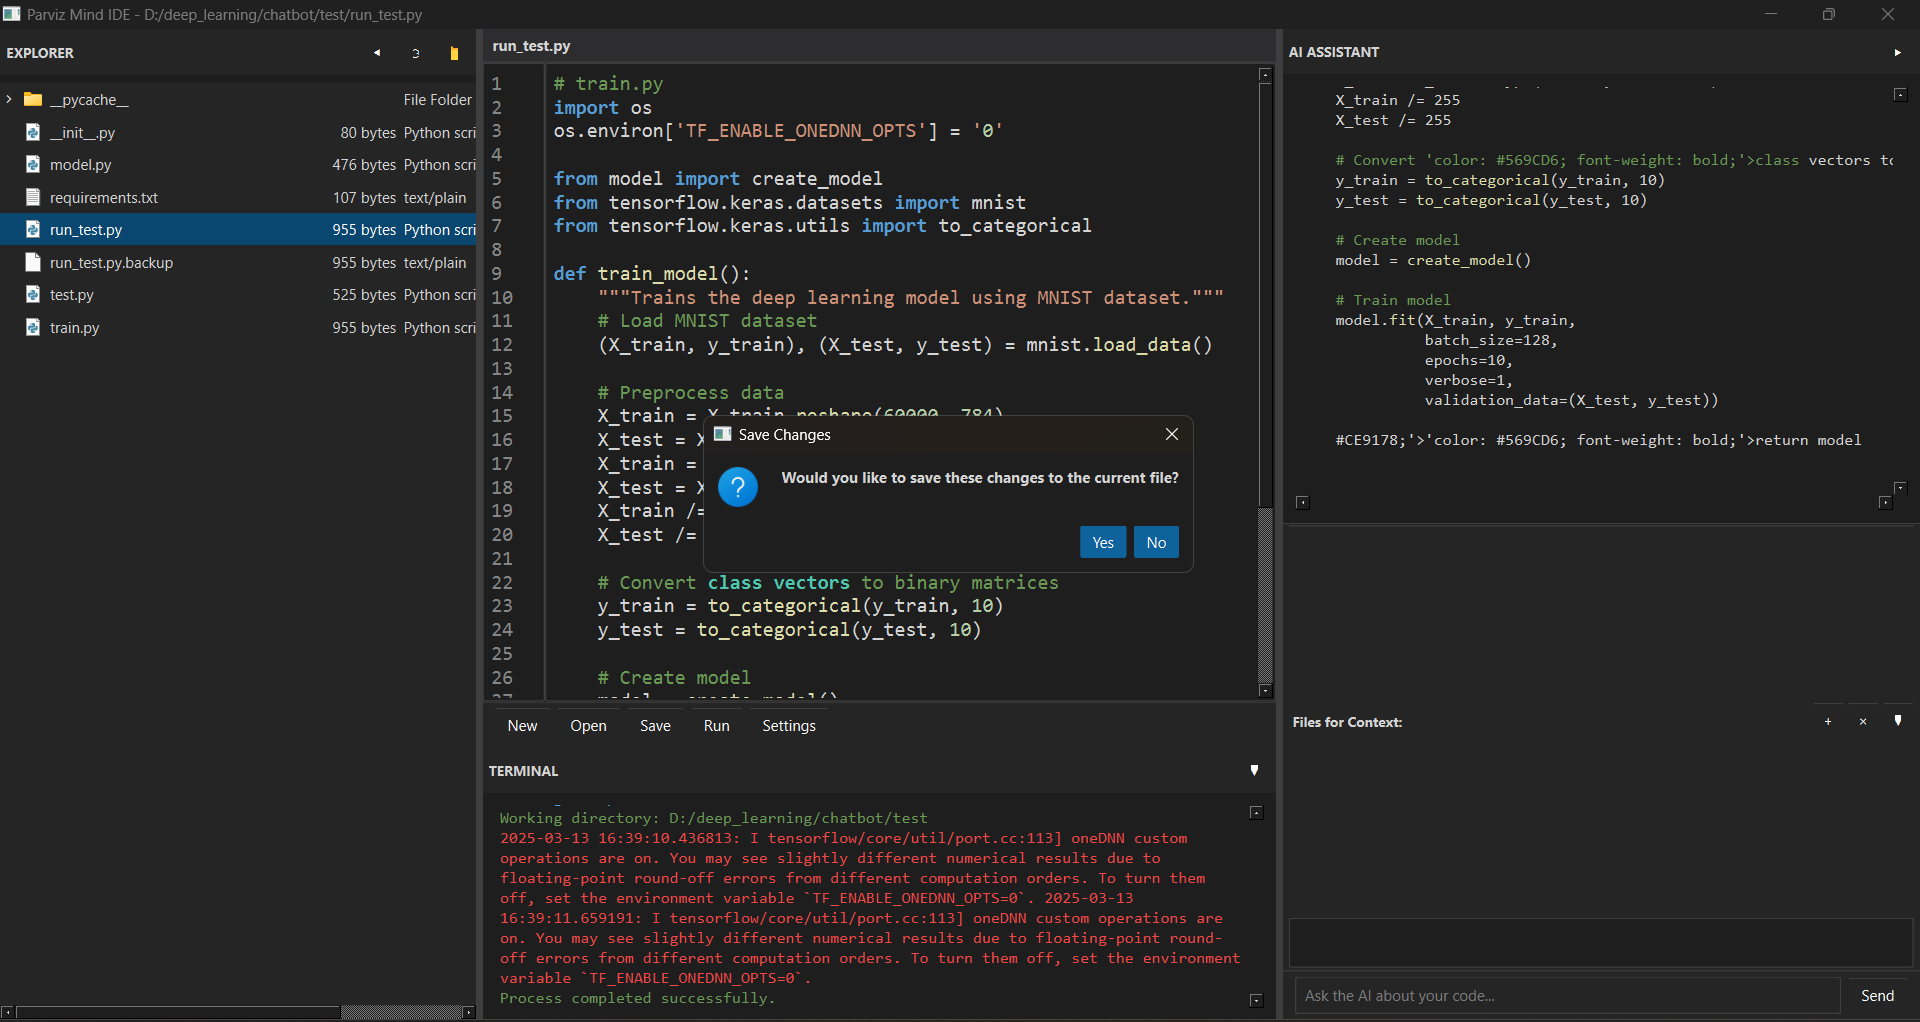 Parviz Mind IDE - D:/deep_learning/chatbot/test/run_test.py
EXPLORER
__pycache__ File Folder
__init__.py 80 bytes Python scri
model.py 476 bytes Python scri
requirements.txt 107 bytes text/plain
run_test.py 955 bytes Python scri
run_test.py.backup 955 bytes text/plain
test.py 525 bytes Python scri
train.py 955 bytes Python scri
run_test.py
1 # train.py
2 import os
3 os.environ['TF_ENABLE_ONEDNN_OPTS'] = '0'
4
5 from model import create_model
6 from tensorflow.keras.datasets import mnist
7 from tensorflow.keras.utils import to_categorical
8
9 def train_model():
10 """Trains the deep learning model using MNIST dataset."""
11 # Load MNIST dataset
12 (X_train, y_train), (X_test, y_test) = mnist.load_data()
13
14 # Preprocess data
15 X_train = X_train.reshape(60000, 784)
16 X_test = X
17 X_train =
18 X_test = X
19 X_train /=
20 X_test /=
21
22 # Convert class vectors to binary matrices
23 y_train = to_categorical(y_train, 10)
24 y_test = to_categorical(y_test, 10)
25
26 # Create model
27 model = create_model()
Save Changes
Would you like to save these changes to the current file?
Yes No
New Open Save Run Settings
TERMINAL
Working directory: D:/deep_learning/chatbot/test
2025-03-13 16:39:10.436813: I tensorflow/core/util/port.cc:113] oneDNN custom
operations are on. You may see slightly different numerical results due to
floating-point round-off errors from different computation orders. To turn them
off, set the environment variable `TF_ENABLE_ONEDNN_OPTS=0`. 2025-03-13
16:39:11.659191: I tensorflow/core/util/port.cc:113] oneDNN custom operations are
on. You may see slightly different numerical results due to floating-point round-
off errors from different computation orders. To turn them off, set the environment
variable `TF_ENABLE_ONEDNN_OPTS=0`.
Process completed successfully.
AI ASSISTANT
X_train /= 255
X_test /= 255
# Convert 'color: #569CD6; font-weight: bold;'>class vectors to
y_train = to_categorical(y_train, 10)
y_test = to_categorical(y_test, 10)
# Create model
model = create_model()
# Train model
model.fit(X_train, y_train,
batch_size=128,
epochs=10,
verbose=1,
validation_data=(X_test, y_test))
#CE9178;'>'color: #569CD6; font-weight: bold;'>return model
Files for Context:
+ ×
Ask the AI about your code...
Send